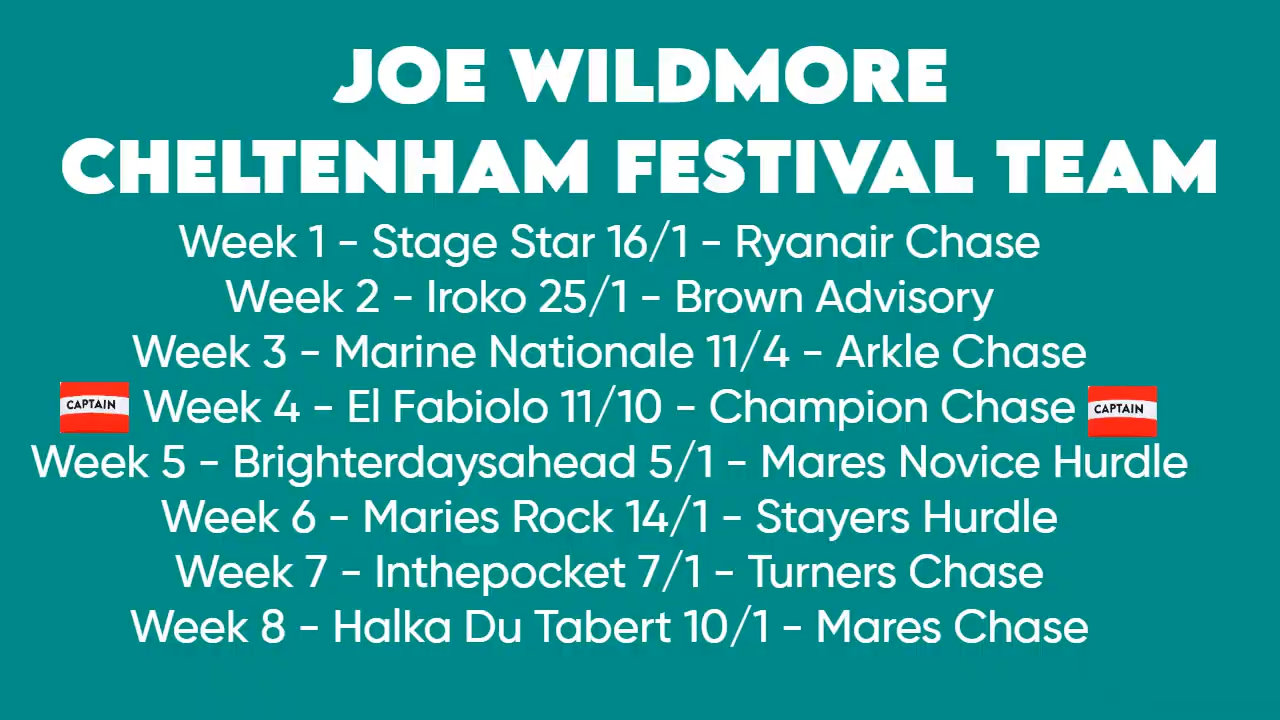 JOE WILDMORE
CHELTENHAM FESTIVAL TEAM
Week 1 - Stage Star 16/1 - Ryanair Chase
Week 2 - Iroko 25/1 - Brown Advisory
Week 3 - Marine Nationale 11/4 - Arkle Chase
CAPTAIN Week 4 - El Fabiolo 11/10 - Champion Chase CAPTAIN
Week 5 - Brighterdaysahead 5/1 - Mares Novice Hurdle
Week 6 - Maries Rock 14/1 - Stayers Hurdle
Week 7 - Inthepocket 7/1 - Turners Chase
Week 8 - Halka Du Tabert 10/1 - Mares Chase